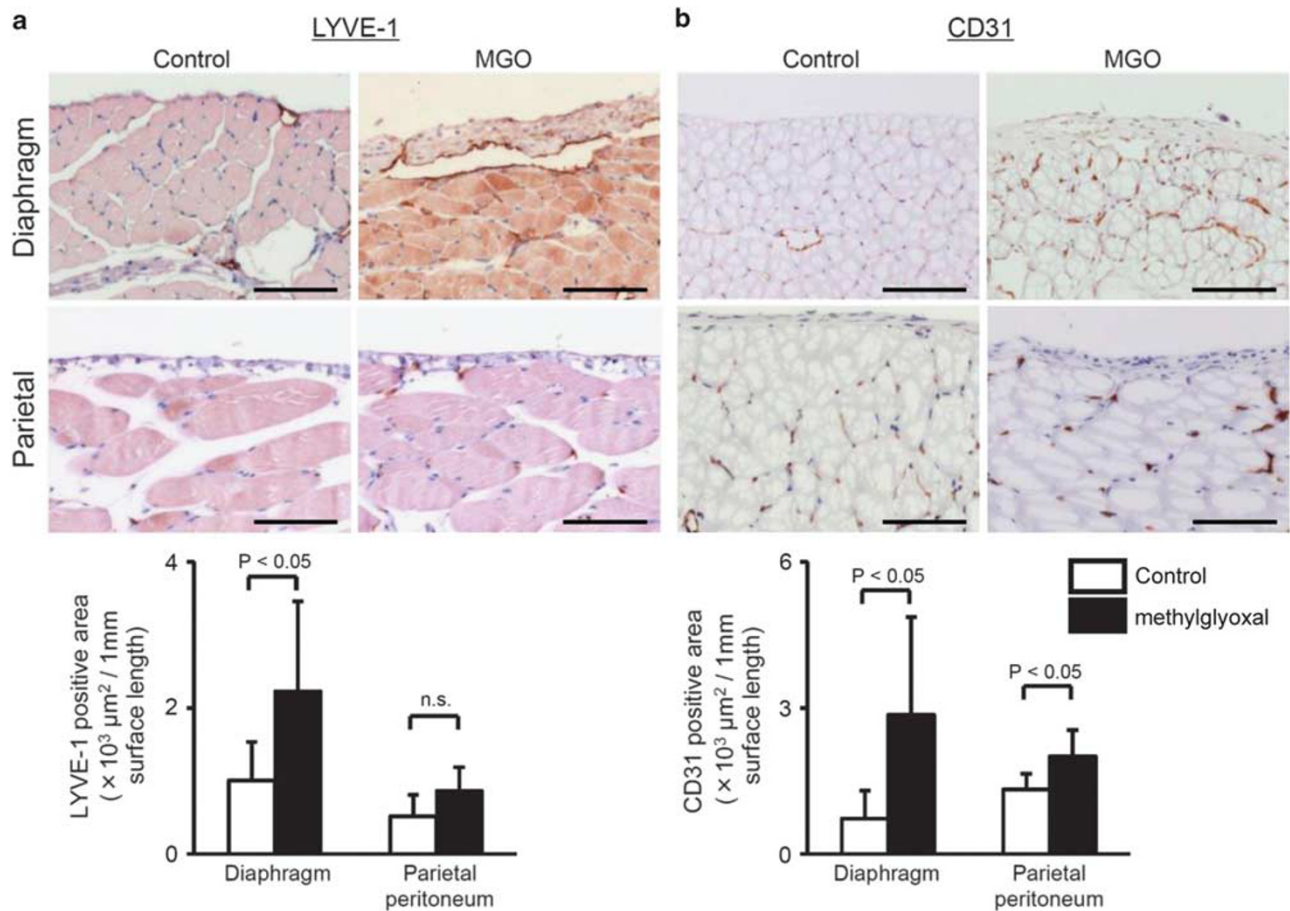 a
LYVE-1
Control
MGO
Diaphragm
Parietal
4
2
0
LYVE-1 positive area
(×10³ µm² / 1mm
surface length)
P < 0.05
n.s.
Diaphragm
Parietal
peritoneum
b
CD31
Control
MGO
6
3
0
CD31 positive area
(×10³ µm² / 1mm
surface length)
P < 0.05
P < 0.05
Diaphragm
Parietal
peritoneum
Control
methylglyoxal